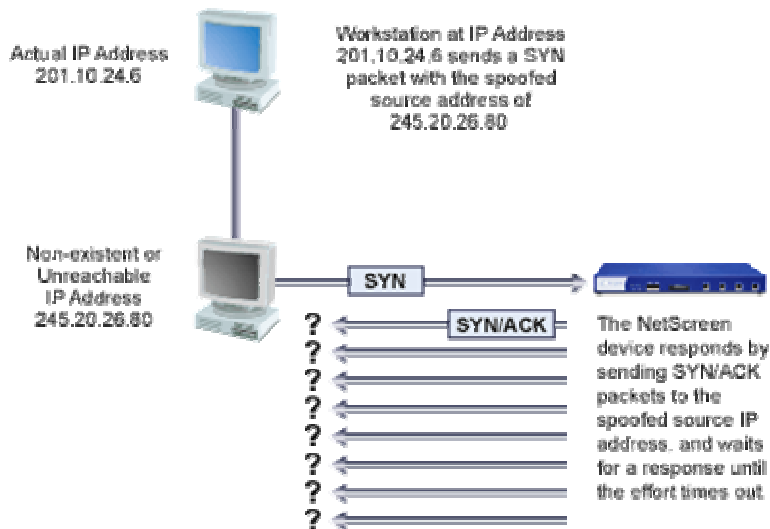 Actual IP Address
201.10.24.6
Workstation at IP Address
201.10.24.6 sends a SYN
packet with the spoofed
source address of
245.20.26.80
Non-existent or
Unreachable
IP Address
245.20.26.80
SYN
?
SYN/ACK
?
?
?
?
?
?
?
The NetScreen
device responds by
sending SYN/ACK
packets to the
spoofed source IP
address, and waits
for a response until
the effort times out